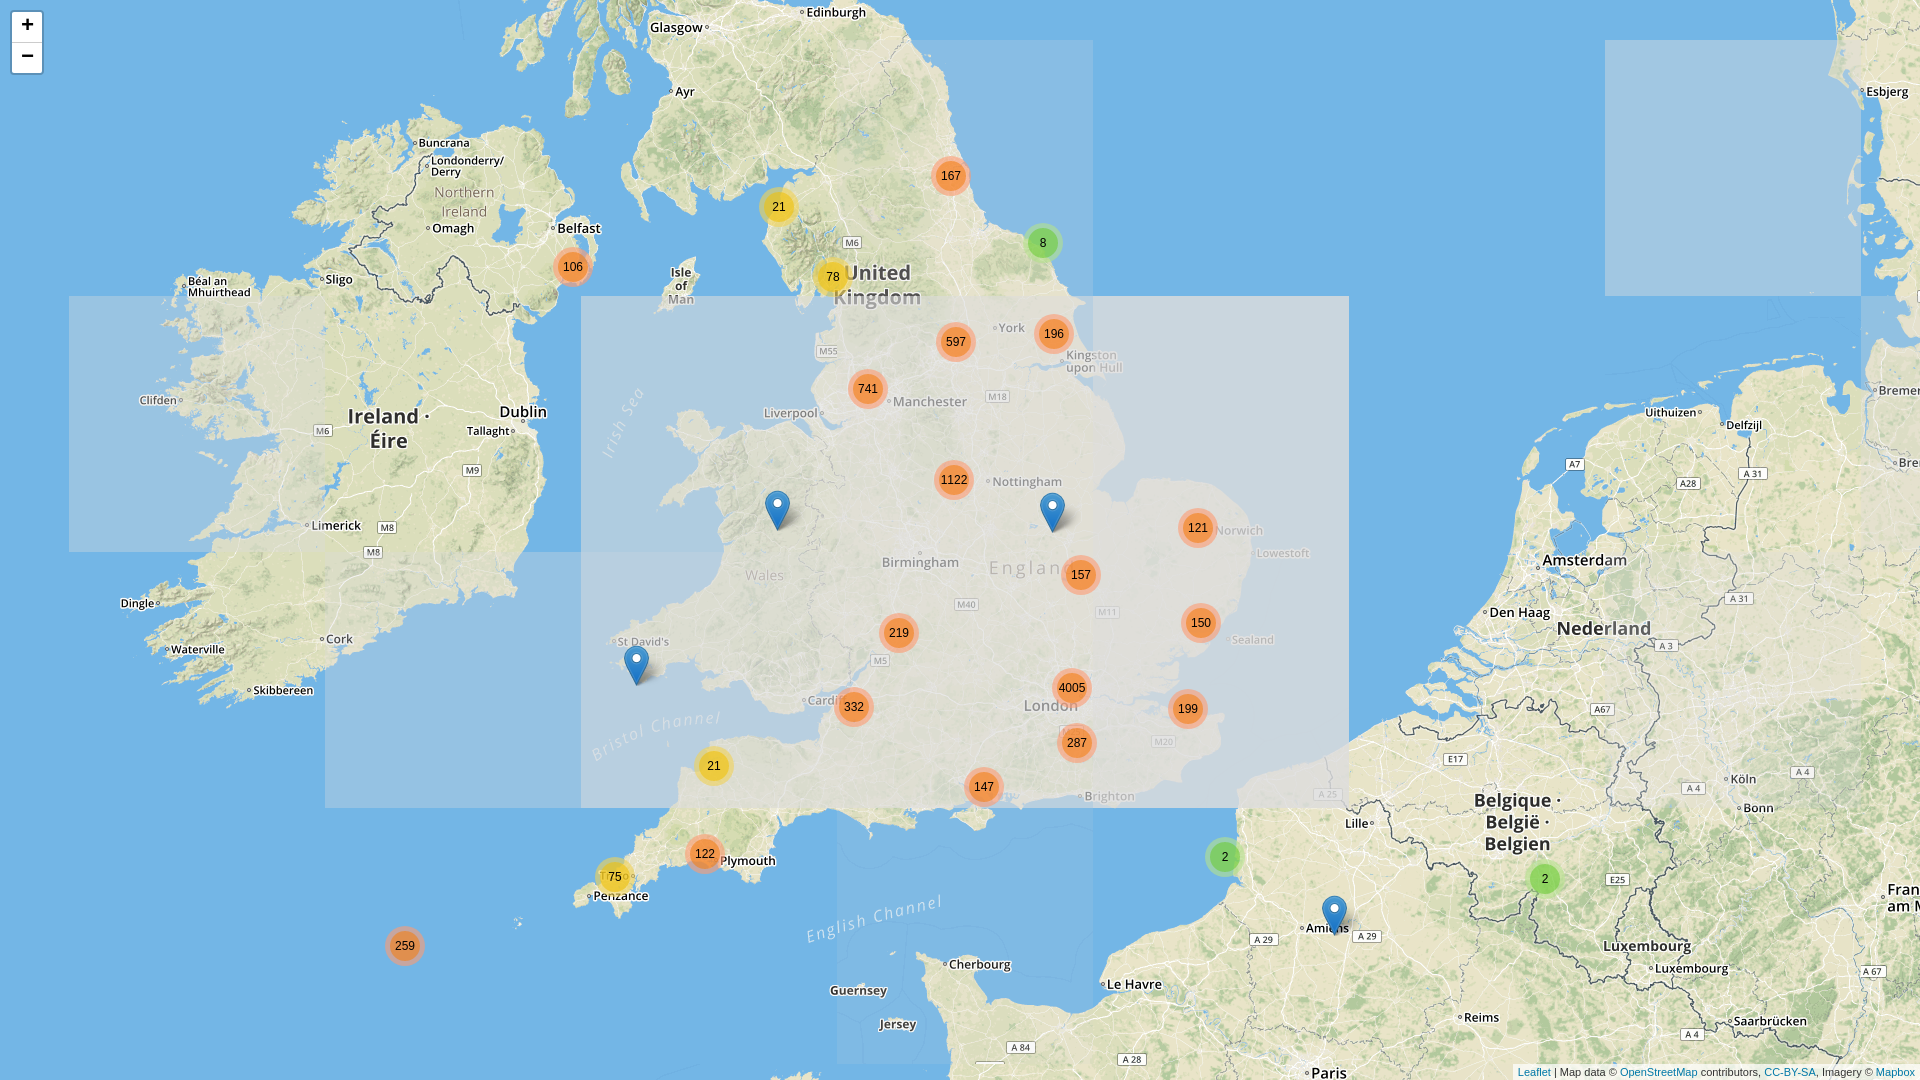 +
−
Edinburgh
Glasgow
Ayr
Esbjerg
Buncrana
Londonderry/
Derry
Northern
Ireland
Omagh
Belfast
167
21
8
M6
106
78
United
Kingdom
Isle
of
Man
Sligo
Béal an
Mhuirthead
597
York
196
M55
Kingston
upon Hull
741
Manchester
M18
Liverpool
Irish Sea
Clifden
M6
Ireland ·
Éire
Dublin
Tallaght
M9
Uithuizen
Delfzijl
A7
A 31
A28
1122
Nottingham
Limerick
M8
M8
121
Norwich
Lowestoft
Birmingham
Wales
157
Amsterdam
Dingle
M40
M11
Den Haag
A 31
Cork
Waterville
219
150
Sealand
Nederland
St David's
M5
A 3
Skibbereen
4005
London
332
199
A67
Bristol Channel
287
M20
E17
21
147
Brighton
A 25
Köln
A 4
A 4
Bonn
Belgique ·
België ·
Belgien
Lille
122
Plymouth
75
Penzance
2
2
E25
English Channel
259
Amiens
A 29
A 29
Luxembourg
Luxembourg
Cherbourg
Le Havre
A 67
Guernsey
Jersey
Reims
Saarbrücken
A 84
A 28
A 4
Paris
Leaflet | Map data © OpenStreetMap contributors, CC-BY-SA, Imagery © Mapbox